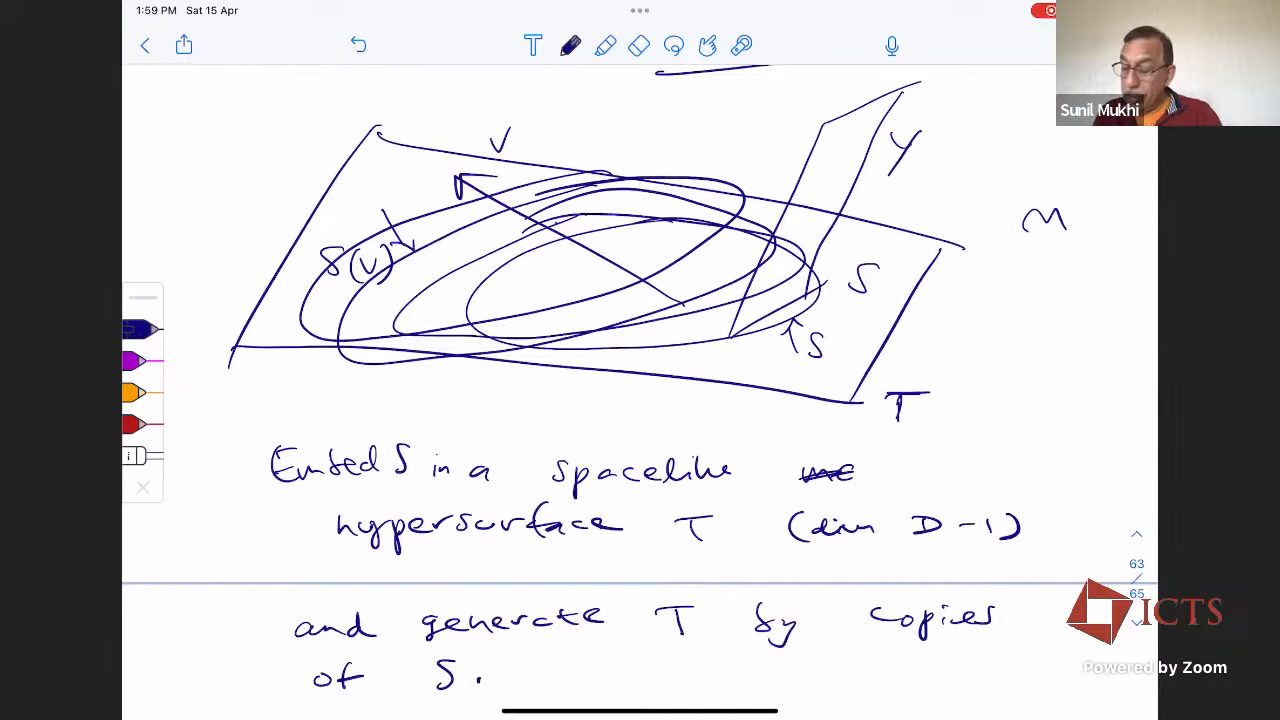 1:59 PM Sat 15 Apr
Sunil Mukhi
V
Y
M
S(v)
S
S
T
Embed S in a spacelike
hypersurface T (dim D-1)
63
65
ICTS
and generate T by copies
of S.
Powered by Zoom